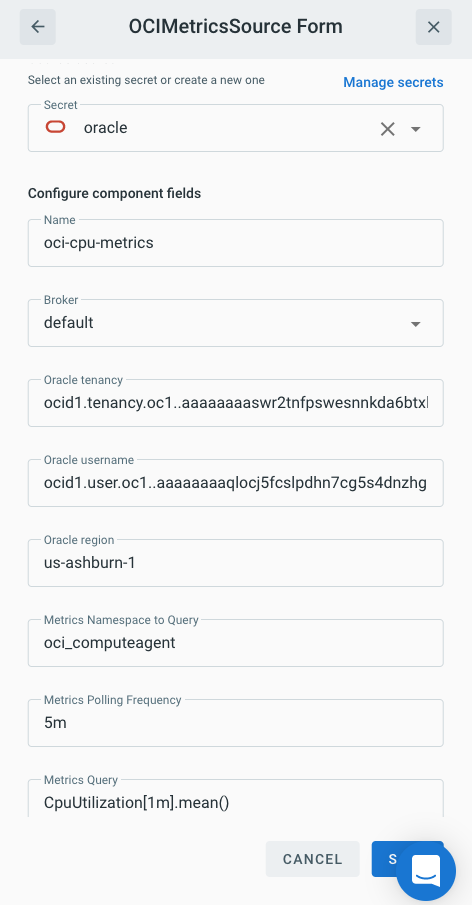 OCIMetricsSource Form
Select an existing secret or create a new one
Manage secrets
Secret
oracle
Configure component fields
Name
oci-cpu-metrics
Broker
default
Oracle tenancy
ocid1.tenancy.oc1..aaaaaaaaswr2tnfpswesnnkda6btxl
Oracle username
ocid1.user.oc1..aaaaaaaaqlocj5fcslpdhn7cg5s4dnzhg
Oracle region
us-ashburn-1
Metrics Namespace to Query
oci_computeagent
Metrics Polling Frequency
5m
Metrics Query
CpuUtilization[1m].mean()
CANCEL
S